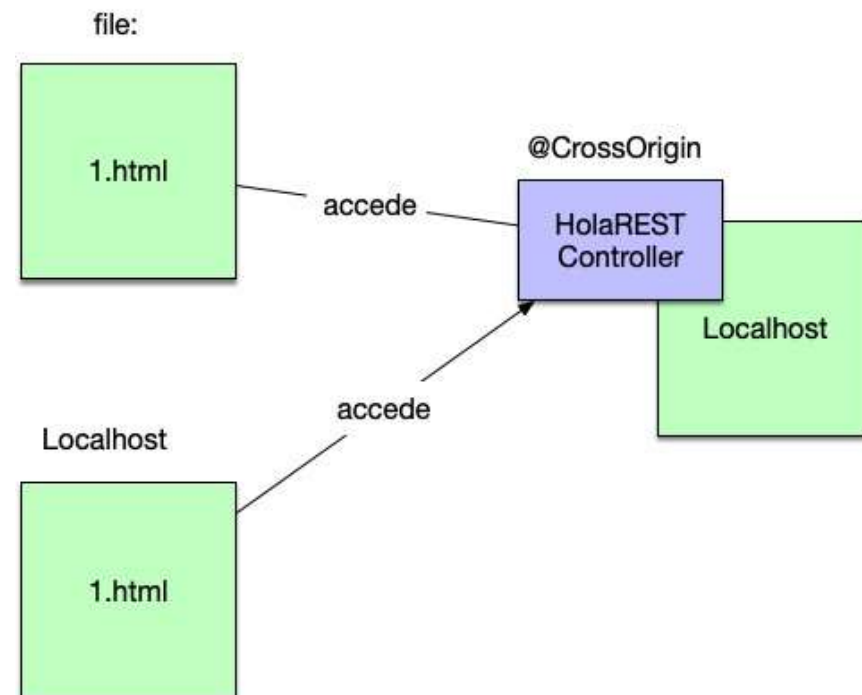 file:
1.html
accede
@CrossOrigin
HolaREST
Controller
Localhost
accede
Localhost
1.html